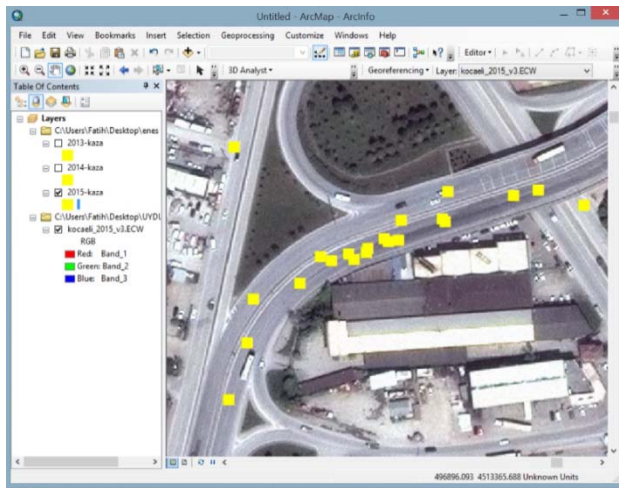 Untitled - ArcMap - ArcInfo
File Edit View Bookmarks Insert Selection Geoprocessing Customize Windows Help
Editor
3D Analyst
Georeferencing Layer: kocaeli_2015_v3.ECW
Table Of Contents
Layers
C:\Users\Fatih\Desktop\enes
2013-kaza
2014-kaza
2015-kaza
C:\Users\Fatih\Desktop\UYDU
kocaeli_2015_v3.ECW
RGB
Red: Band_1
Green: Band_2
Blue: Band_3
496896.093 4513365.688 Unknown Units